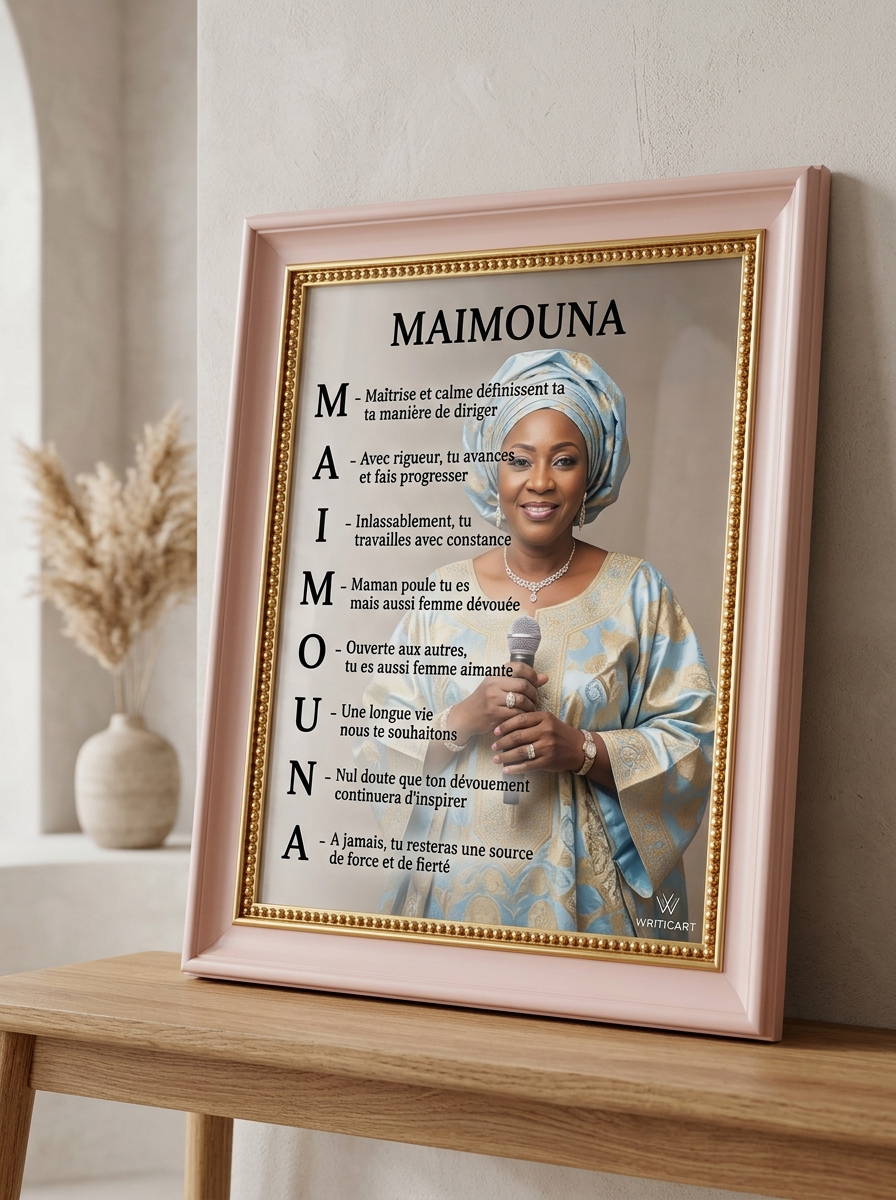 MAIMOUNA
M - Maîtrise et calme définissent ta
ta manière de diriger
A - Avec rigueur, tu avances
et fais progresser
I - Inlassablement, tu
travailles avec constance
M - Maman poule tu es
mais aussi femme dévouée
O - Ouverte aux autres,
tu es aussi femme aimante
U - Une longue vie
nous te souhaitons
N - Nul doute que ton dévouement
continuera d'inspirer
A - A jamais, tu resteras une source
de force et de fierté
W
WRITICART